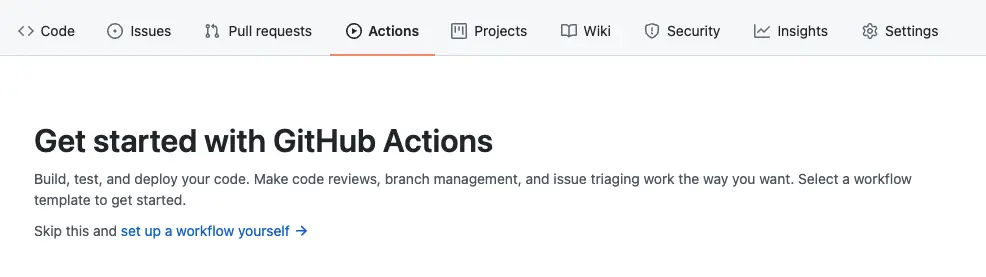 Code Issues Pull requests Actions Projects Wiki Security Insights Settings
Get started with GitHub Actions
Build, test, and deploy your code. Make code reviews, branch management, and issue triaging work the way you want. Select a workflow
template to get started.
Skip this and set up a workflow yourself →